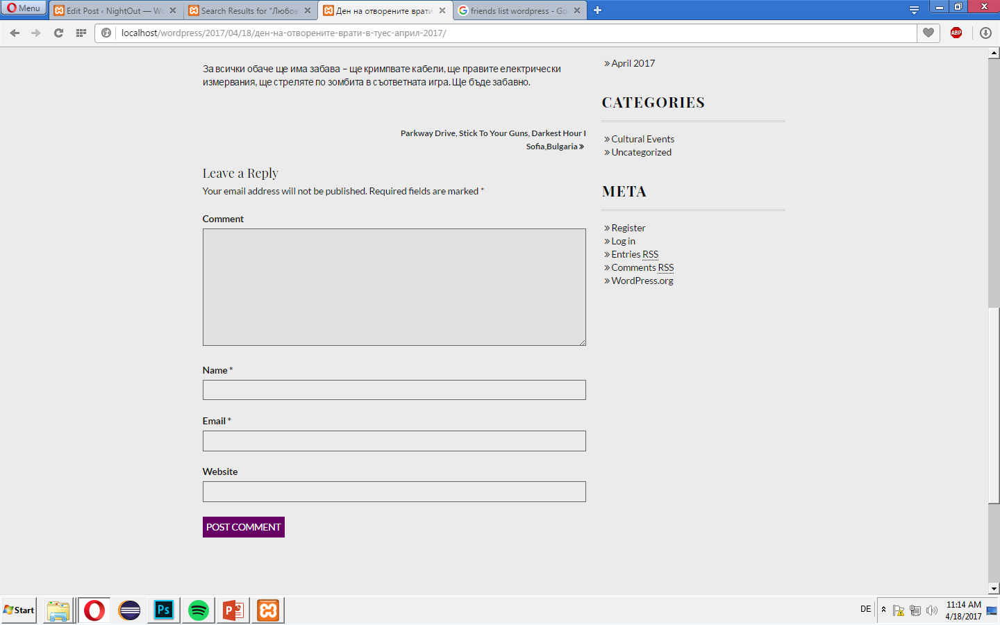 Menu
Edit Post ‹ NightOut — Wo
Search Results for “Любов
Ден на отворените врати
friends list wordpress - Goo
localhost/wordpress/2017/04/18/ден-на-отворените-врати-в-туес-април-2017/
ABP
За всички обаче ще има забава – ще кримпвате кабели, ще правите електрически
измервания, ще стреляте по зомбита в съответната игра. Ще бъде забавно.
Parkway Drive, Stick To Your Guns, Darkest Hour I
Sofia,Bulgaria »
Leave a Reply
Your email address will not be published. Required fields are marked *
Comment
Name *
Email *
Website
POST COMMENT
» April 2017
CATEGORIES
» Cultural Events
» Uncategorized
META
» Register
» Log in
» Entries RSS
» Comments RSS
» WordPress.org
Start
Ps
DE
11:14 AM
4/18/2017